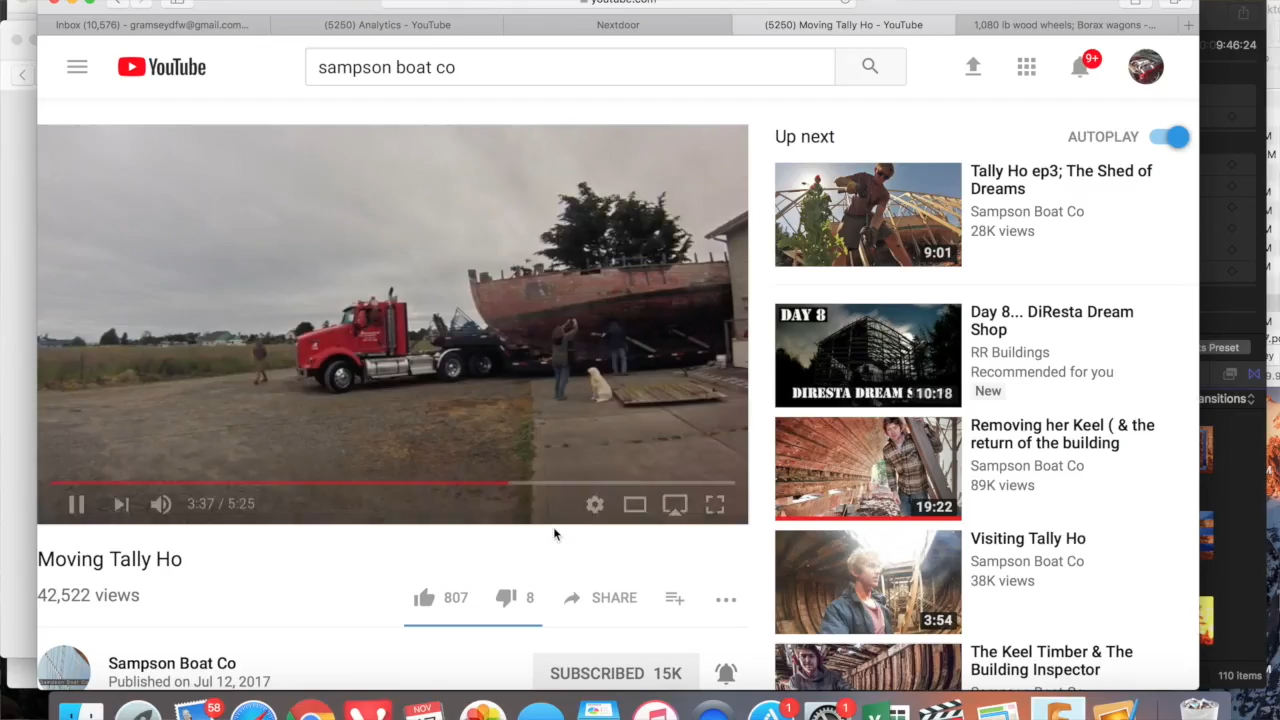 youtube.com
Inbox (10,576) - gramseydfw@gmail.com...
(5250) Analytics - YouTube
Nextdoor
(5250) Moving Tally Ho - YouTube
1,080 lb wood wheels; Borax wagons -...
9:46:24
YouTube
sampson boat co
9+
Up next
AUTOPLAY
Tally Ho ep3; The Shed of
Dreams
Sampson Boat Co
28K views
9:01
DAY 8
DIRESTA DREAM S
10:18
Day 8... DiResta Dream
Shop
RR Buildings
Recommended for you
New
s Preset
ansitions
Removing her Keel ( & the
return of the building
Sampson Boat Co
89K views
19:22
3:37 / 5:25
Visiting Tally Ho
Sampson Boat Co
38K views
3:54
Moving Tally Ho
42,522 views
807
8
SHARE
The Keel Timber & The
Building Inspector
Sampson Boat Co
Published on Jul 12, 2017
SUBSCRIBED 15K
110 Items
58
NOV
1
1